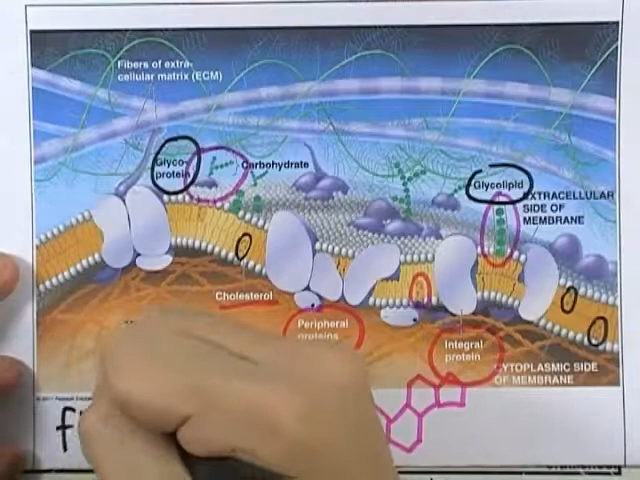 Fibers of extra-
cellular matrix (ECM)
Glyco-
protein
Carbohydrate
Glycolipid
EXTRACELLULAR
SIDE OF
MEMBRANE
Cholesterol
Peripheral
proteins
Integral
protein
CYTOPLASMIC SIDE
OF MEMBRANE